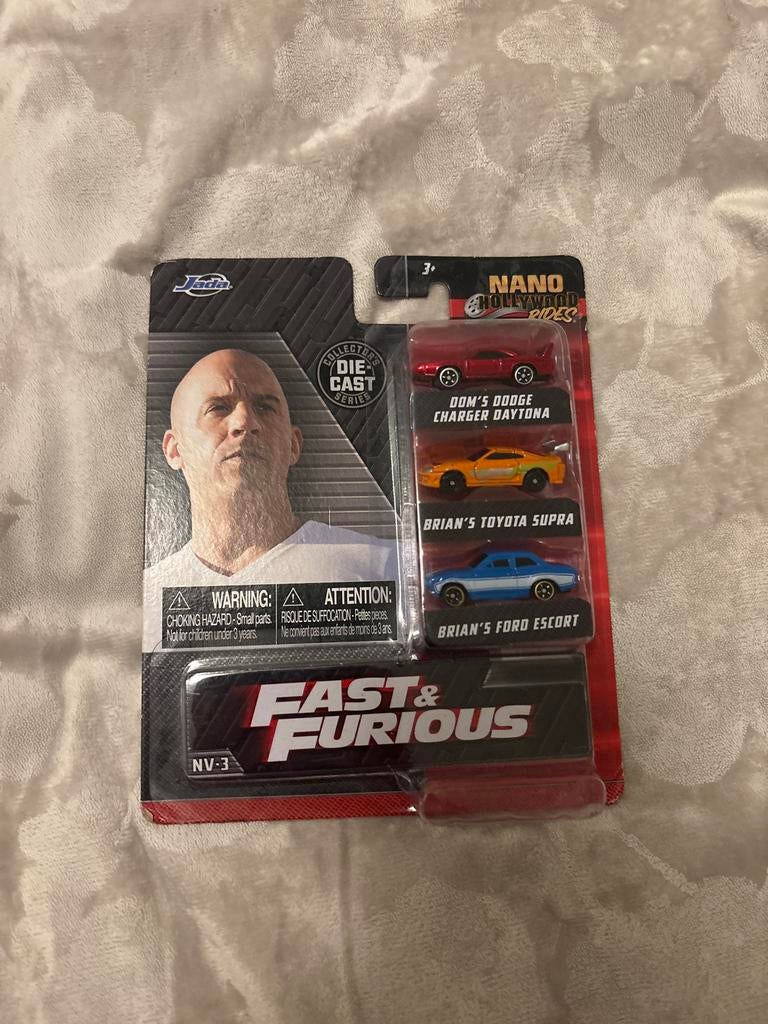 Jada
3+
NANO
HOLLYWOOD
RIDES
COLLECTOR'S
DIE-
CAST
SERIES
DOM'S DODGE
CHARGER DAYTONA
BRIAN'S TOYOTA SUPRA
BRIAN'S FORD ESCORT
WARNING:
CHOKING HAZARD - Small parts.
Not for children under 3 years.
ATTENTION:
RISQUE DE SUFFOCATION - Petites pieces.
Ne convient pas aux enfants de moins de 3 ans.
FAST &
FURIOUS
NV-3